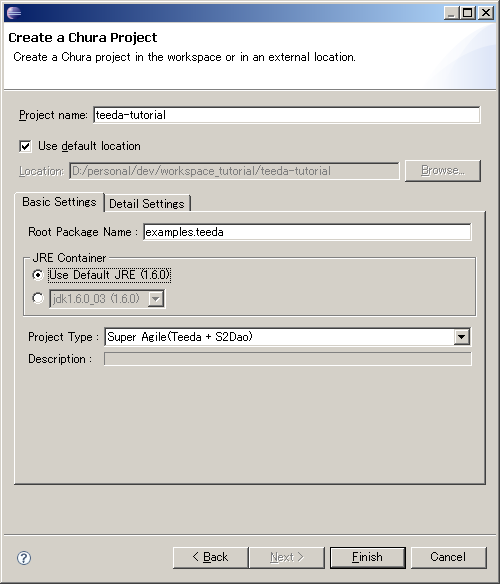 Create a Chura Project
Create a Chura project in the workspace or in an external location.
Project name: teeda-tutorial
Use default location
Location: D:/personal/dev/workspace_tutorial/teeda-tutorial Browse...
Basic Settings Detail Settings
Root Package Name : examples.teeda
JRE Container
Use Default JRE (1.6.0)
jdk1.6.0_03 (1.6.0)
Project Type : Super Agile(Teeda + S2Dao)
Description :
? < Back Next > Finish Cancel